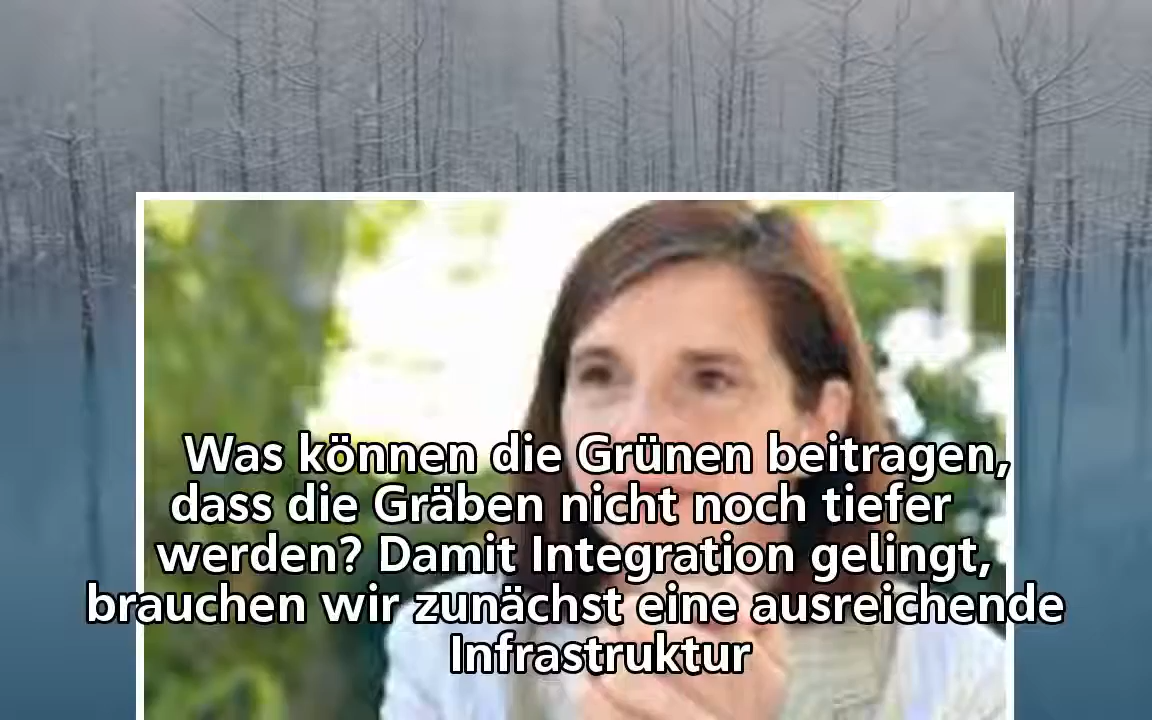 Was können die Grünen beitragen,
dass die Gräben nicht noch tiefer
werden? Damit Integration gelingt,
brauchen wir zunächst eine ausreichende
Infrastruktur